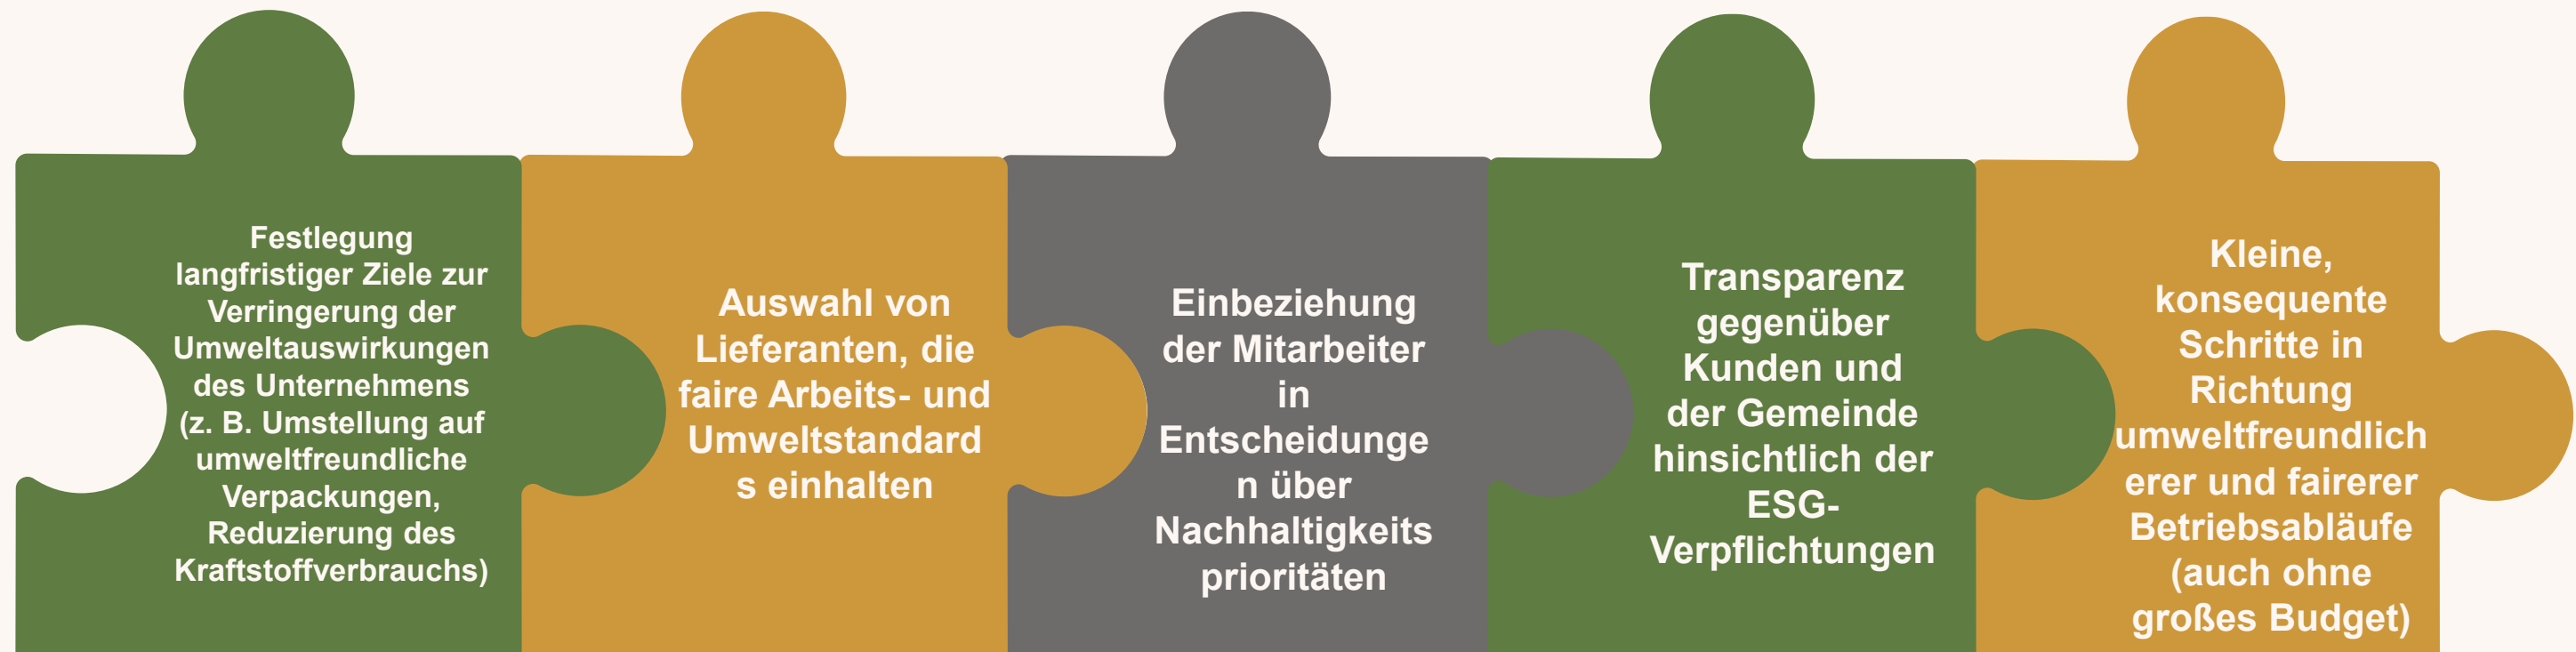 Festlegung
langfristiger Ziele zur
Verringerung der
Umweltauswirkungen
des Unternehmens
(z. B. Umstellung auf
umweltfreundliche
Verpackungen,
Reduzierung des
Kraftstoffverbrauchs)
Auswahl von
Lieferanten, die
faire Arbeits- und
Umweltstandard
s einhalten
Einbeziehung
der Mitarbeiter
in
Entscheidunge
n über
Nachhaltigkeits
prioritäten
Transparenz
gegenüber
Kunden und
der Gemeinde
hinsichtlich der
ESG-
Verpflichtungen
Kleine,
konsequente
Schritte in
Richtung
umweltfreundlich
erer und fairerer
Betriebsabläufe
(auch ohne
großes Budget)